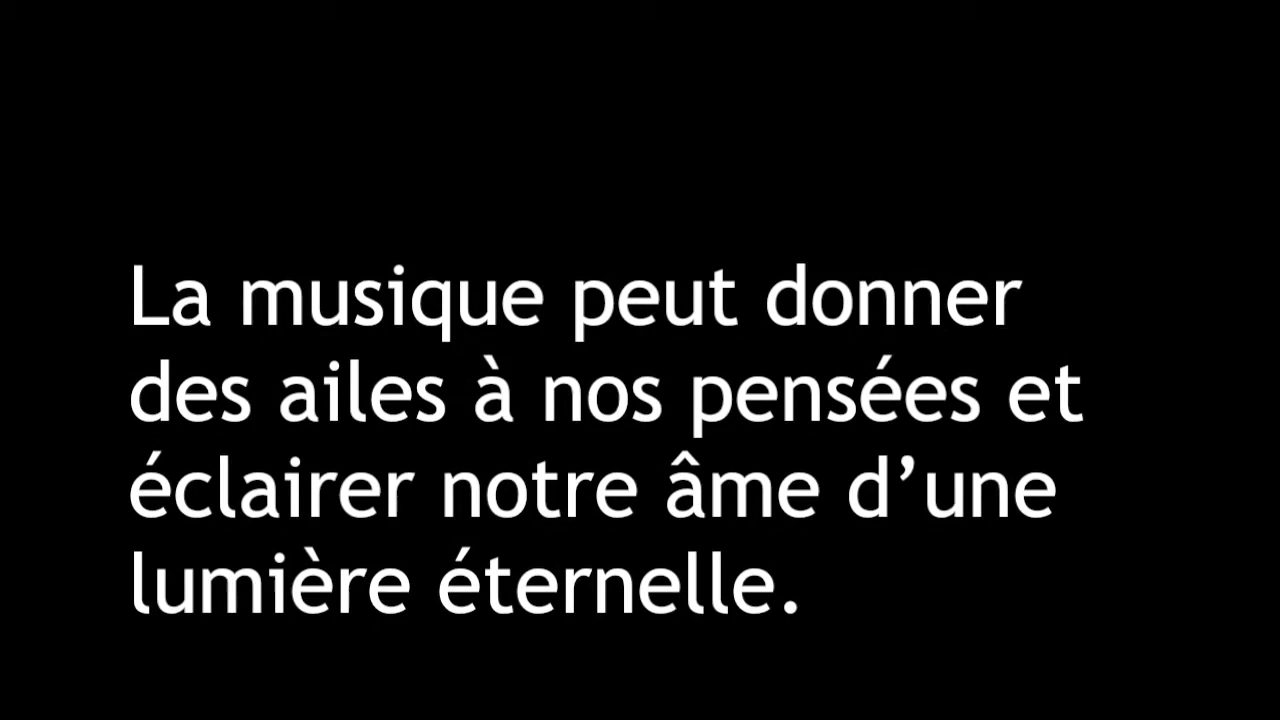 La musique peut donner
des ailes à nos pensées et
éclairer notre âme d’une
lumière éternelle.